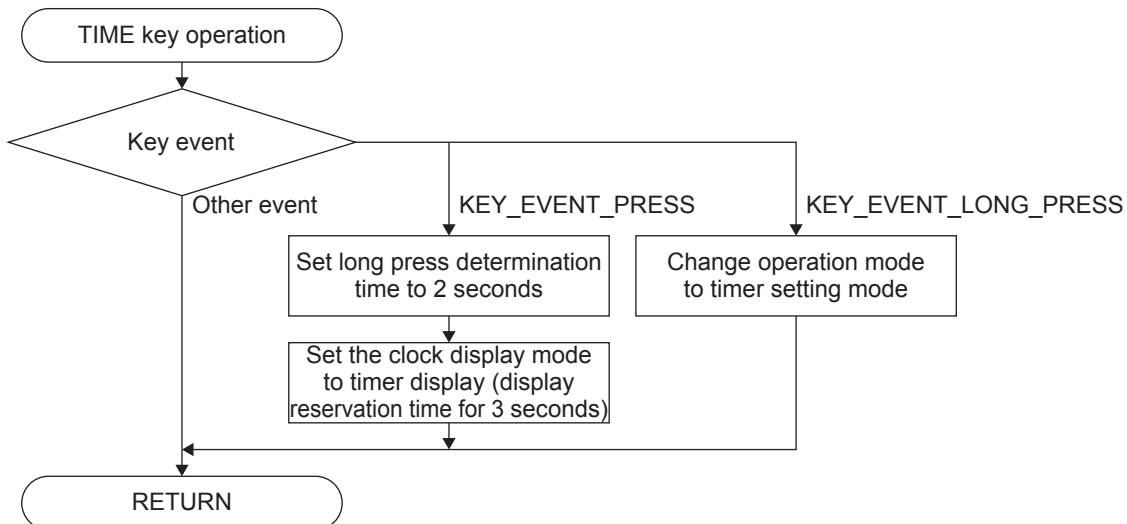 TIME key operation
Key event
Other event
KEY_EVENT_PRESS
KEY_EVENT_LONG_PRESS
Set long press determination
time to 2 seconds
Change operation mode
to timer setting mode
Set the clock display mode
to timer display (display
reservation time for 3 seconds)
RETURN